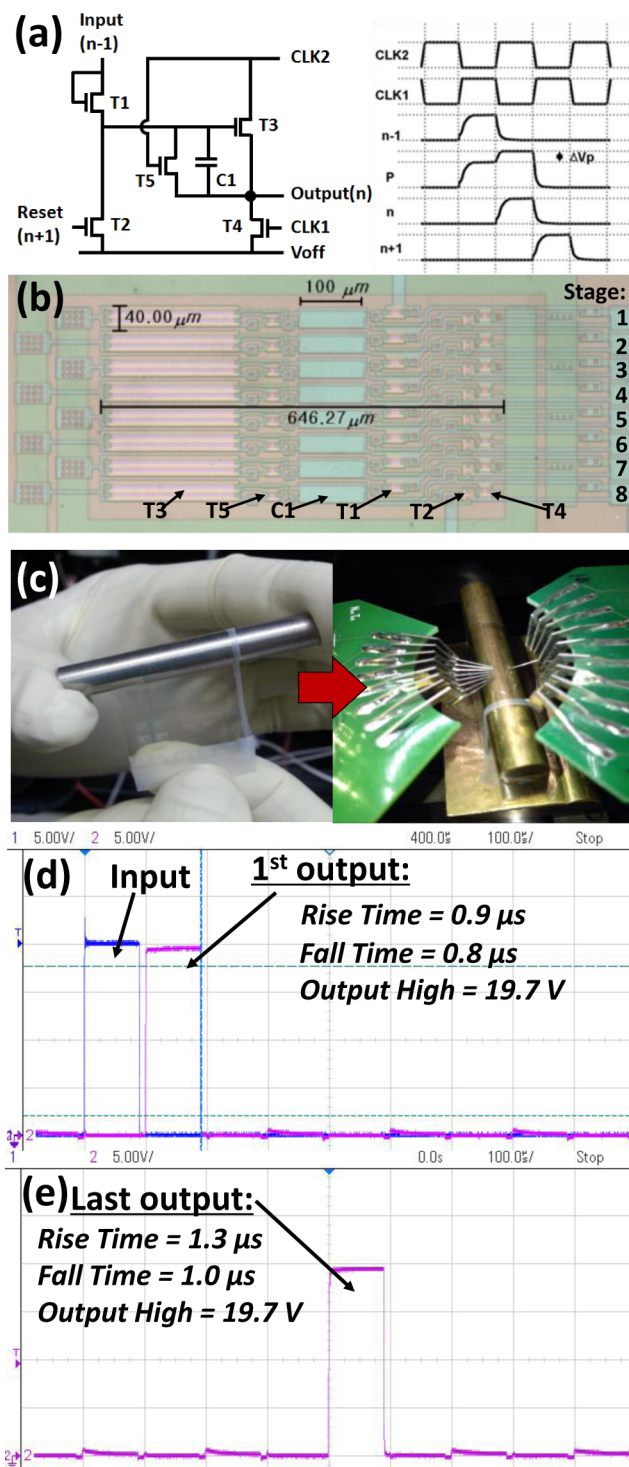 (a)
Input
(n-1)
CLK2
T1
T3
T5
C1
Output(n)
Reset
(n+1)
T2
T4
CLK1
Voff
CLK2
CLK1
n-1
ΔVp
P
n
n+1
(b)
100 μm
Stage:
40.00 μm
1
2
3
4
646.27 μm
5
6
7
8
T3
T5
C1
T1
T2
T4
(c)
1 5.00V/ 2 5.00V/ 400.0s 100.0s/ Stop
(d)
Input
1st output:
Rise Time = 0.9 μs
Fall Time = 0.8 μs
Output High = 19.7 V
T
2
1 2 5.00V/ 0.0s 100.0s/ Stop
(e)
Last output:
Rise Time = 1.3 μs
Fall Time = 1.0 μs
Output High = 19.7 V
T
2 2